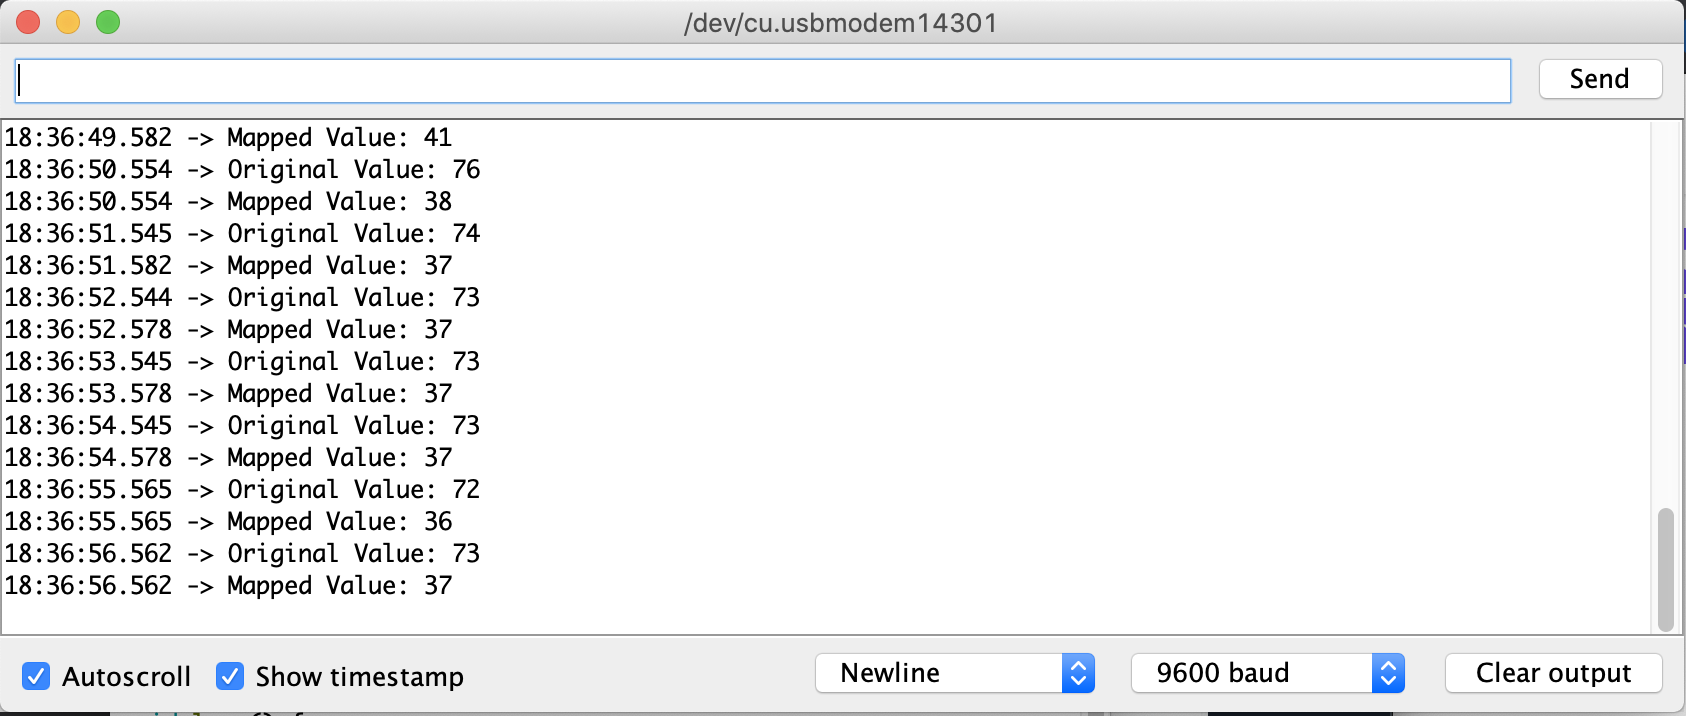 /dev/cu.usbmodem14301
Send
18:36:49.582 -> Mapped Value: 41
18:36:50.554 -> Original Value: 76
18:36:50.554 -> Mapped Value: 38
18:36:51.545 -> Original Value: 74
18:36:51.582 -> Mapped Value: 37
18:36:52.544 -> Original Value: 73
18:36:52.578 -> Mapped Value: 37
18:36:53.545 -> Original Value: 73
18:36:53.578 -> Mapped Value: 37
18:36:54.545 -> Original Value: 73
18:36:54.578 -> Mapped Value: 37
18:36:55.565 -> Original Value: 72
18:36:55.565 -> Mapped Value: 36
18:36:56.562 -> Original Value: 73
18:36:56.562 -> Mapped Value: 37
Autoscroll Show timestamp Newline 9600 baud Clear output